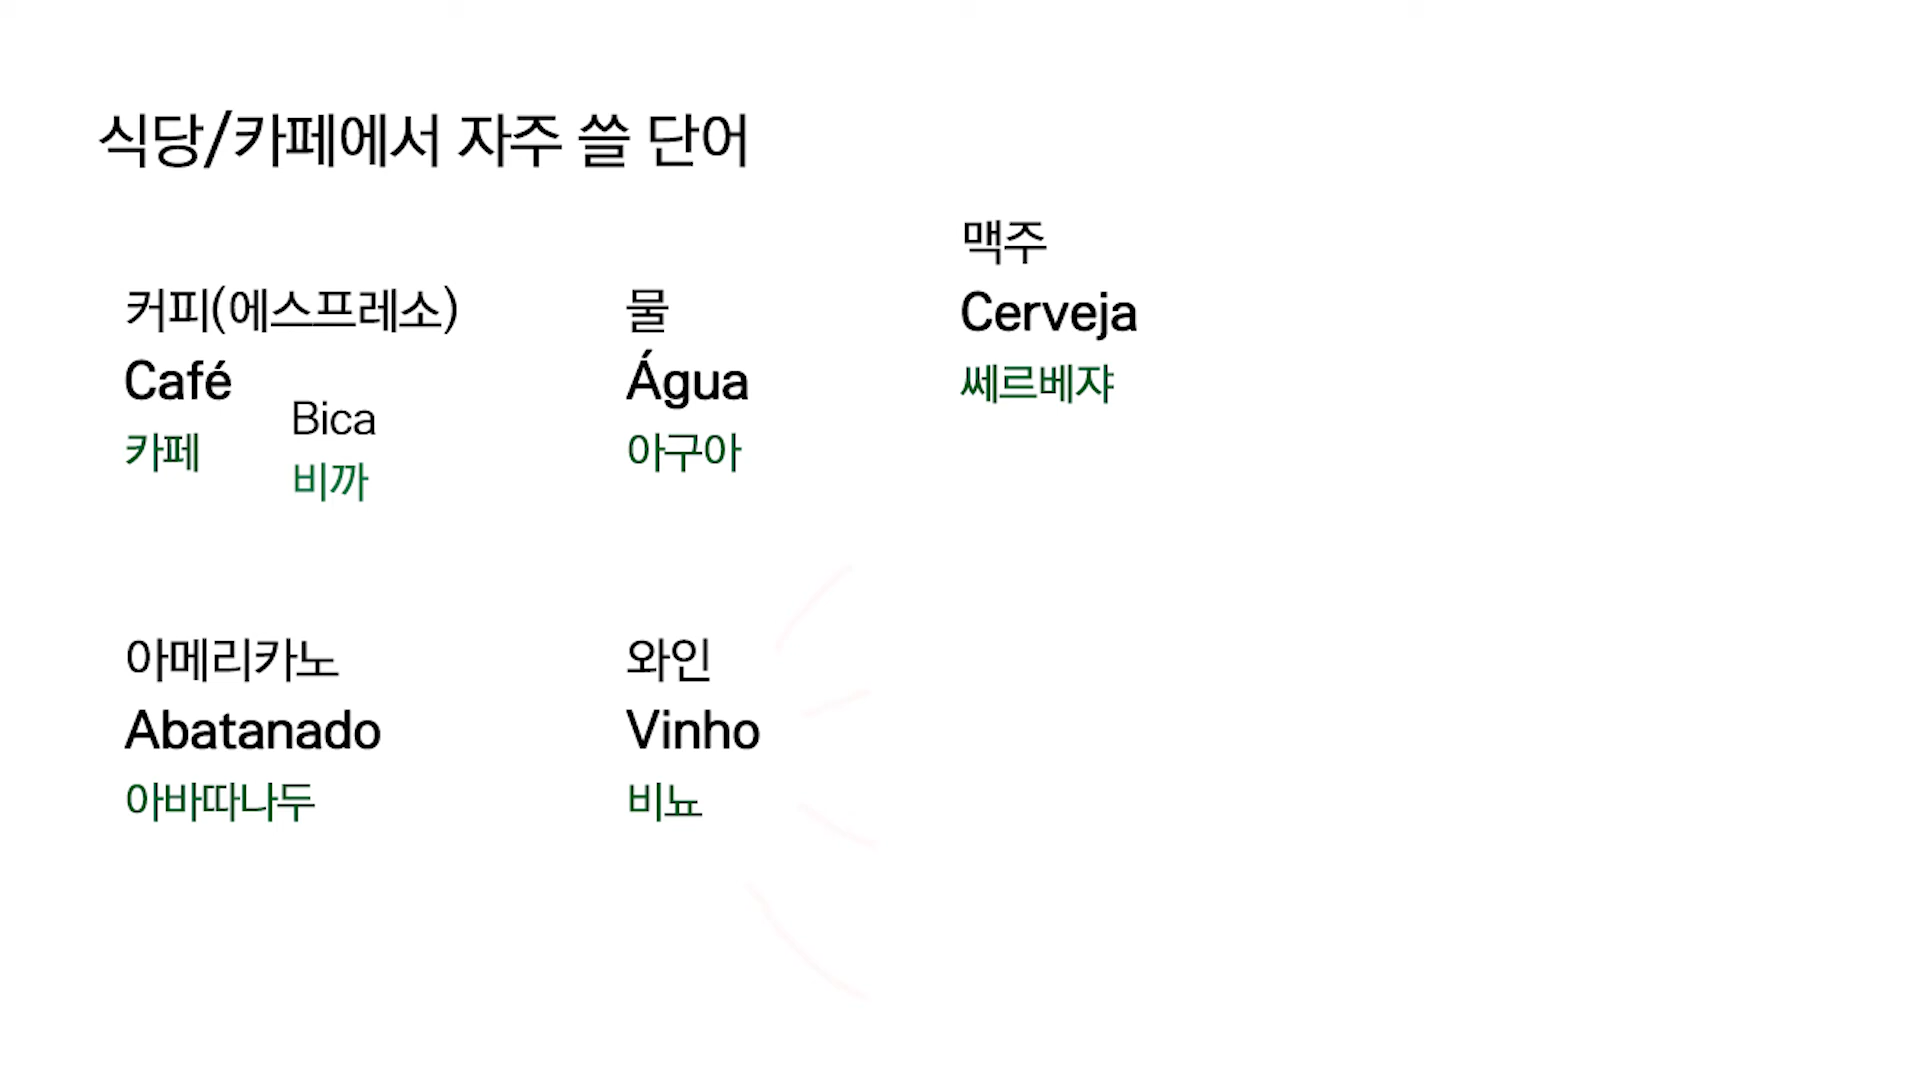 식당/카페에서 자주 쓸 단어
커피(에스프레소)
Café
카페
Bica
비까
물
Água
아구아
맥주
Cerveja
쎄르베쟈
아메리카노
Abatanado
아바따나두
와인
Vinho
비뇨